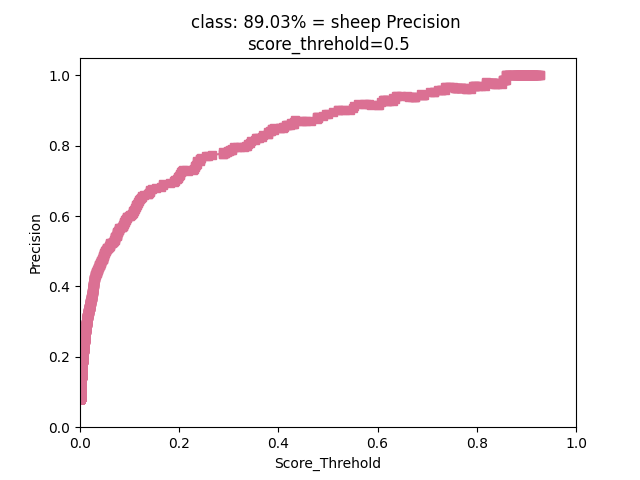 class: 89.03% = sheep Precision
score_threhold=0.5
1.0
0.8
0.6
0.4
0.2
0.0
Precision
0.0 0.2 0.4 0.6 0.8 1.0
Score_Threhold